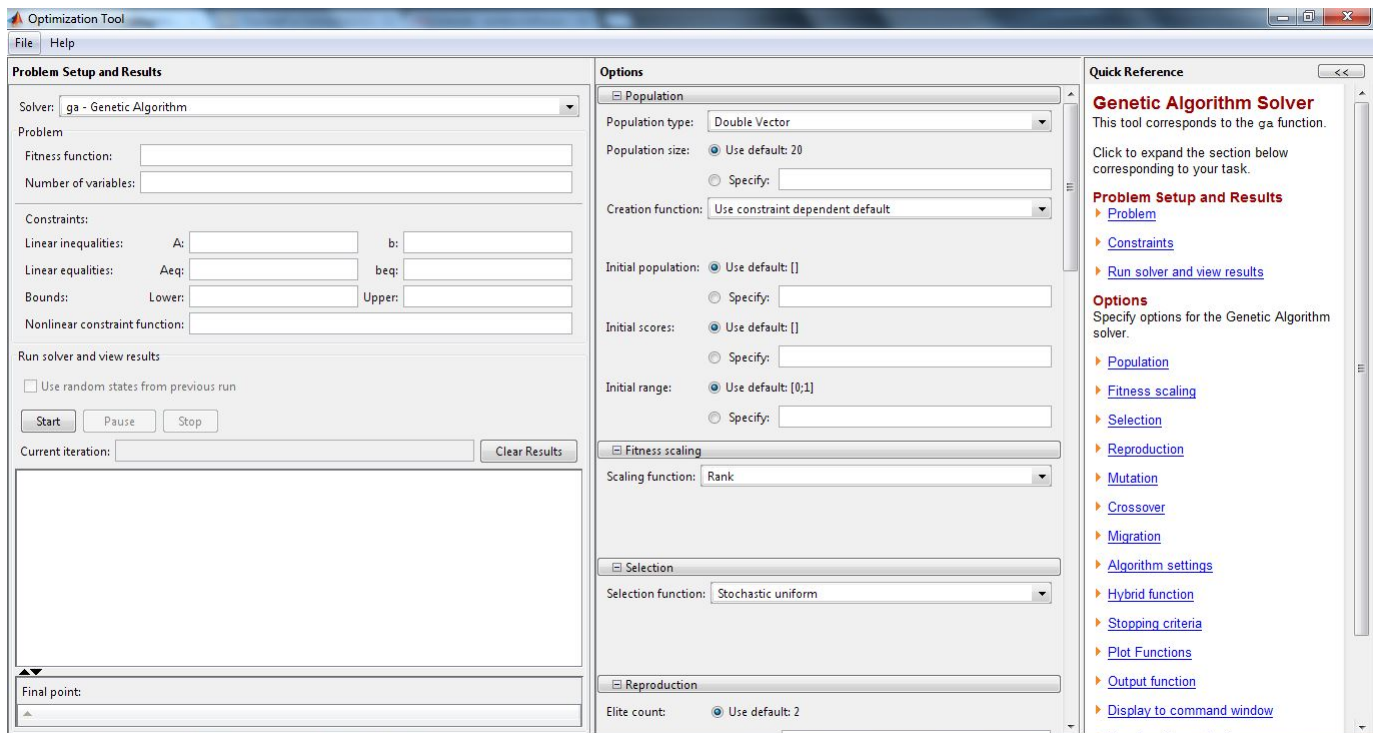 Optimization Tool
File Help
Problem Setup and Results
Solver: ga - Genetic Algorithm
Problem
Fitness function:
Number of variables:
Constraints:
Linear inequalities: A: b:
Linear equalities: Aeq: beq:
Bounds: Lower: Upper:
Nonlinear constraint function:
Run solver and view results
Use random states from previous run
Start Pause Stop
Current iteration: Clear Results
Final point:
Options
Population
Population type: Double Vector
Population size: Use default: 20
Specify:
Creation function: Use constraint dependent default
Initial population: Use default: []
Specify:
Initial scores: Use default: []
Specify:
Initial range: Use default: [0;1]
Specify:
Fitness scaling
Scaling function: Rank
Selection
Selection function: Stochastic uniform
Reproduction
Elite count: Use default: 2
Quick Reference <<
Genetic Algorithm Solver
This tool corresponds to the ga function.
Click to expand the section below
corresponding to your task.
Problem Setup and Results
Problem
Constraints
Run solver and view results
Options
Specify options for the Genetic Algorithm
solver.
Population
Fitness scaling
Selection
Reproduction
Mutation
Crossover
Migration
Algorithm settings
Hybrid function
Stopping criteria
Plot Functions
Output function
Display to command window